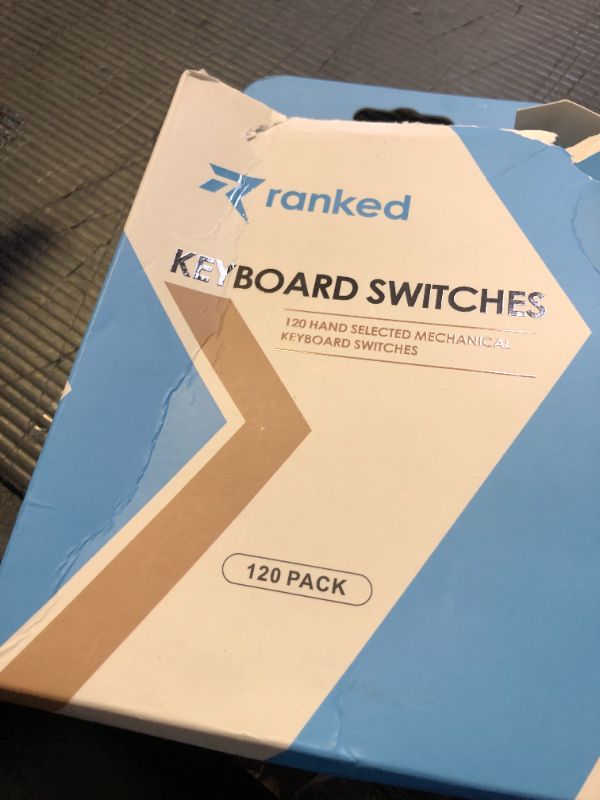 ranked
KEYBOARD SWITCHES
120 HAND SELECTED MECHANICAL
KEYBOARD SWITCHES
120 PACK